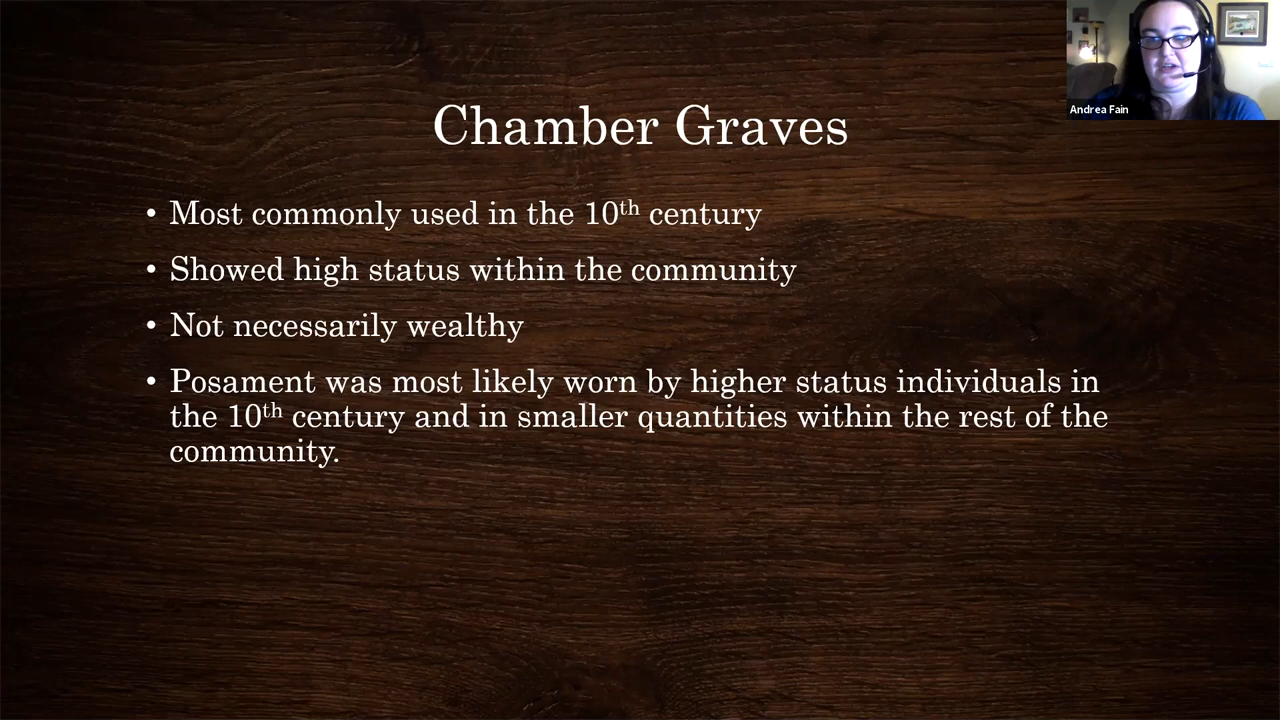 Andrea Fain
Chamber Graves
• Most commonly used in the 10th century
• Showed high status within the community
• Not necessarily wealthy
• Posament was most likely worn by higher status individuals in
the 10th century and in smaller quantities within the rest of the
community.